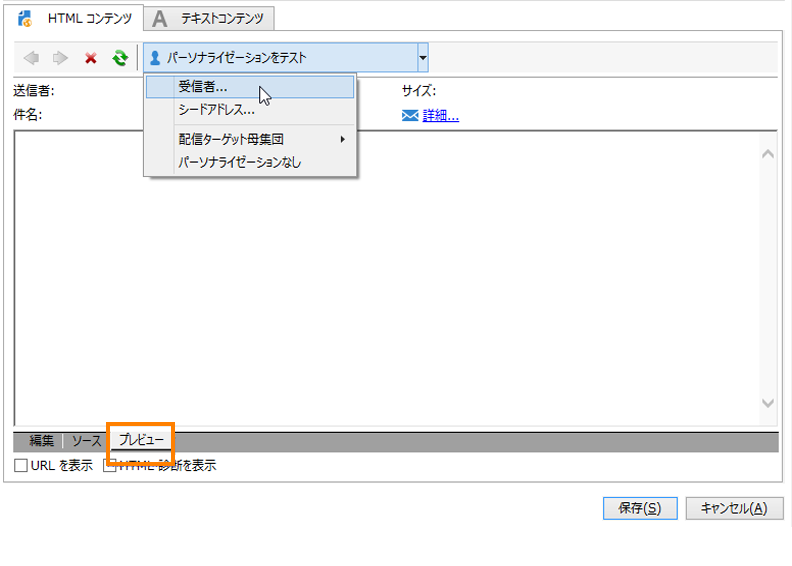 HTML コンテンツ
テキストコンテンツ
パーソナライゼーションをテスト
受信者...
シードアドレス...
配信ターゲット母集団
パーソナライゼーションなし
送信者:
サイズ:
件名:
詳細...
編集
ソース
プレビュー
URL を表示
HTML 診断を表示
保存(S)
キャンセル(A)